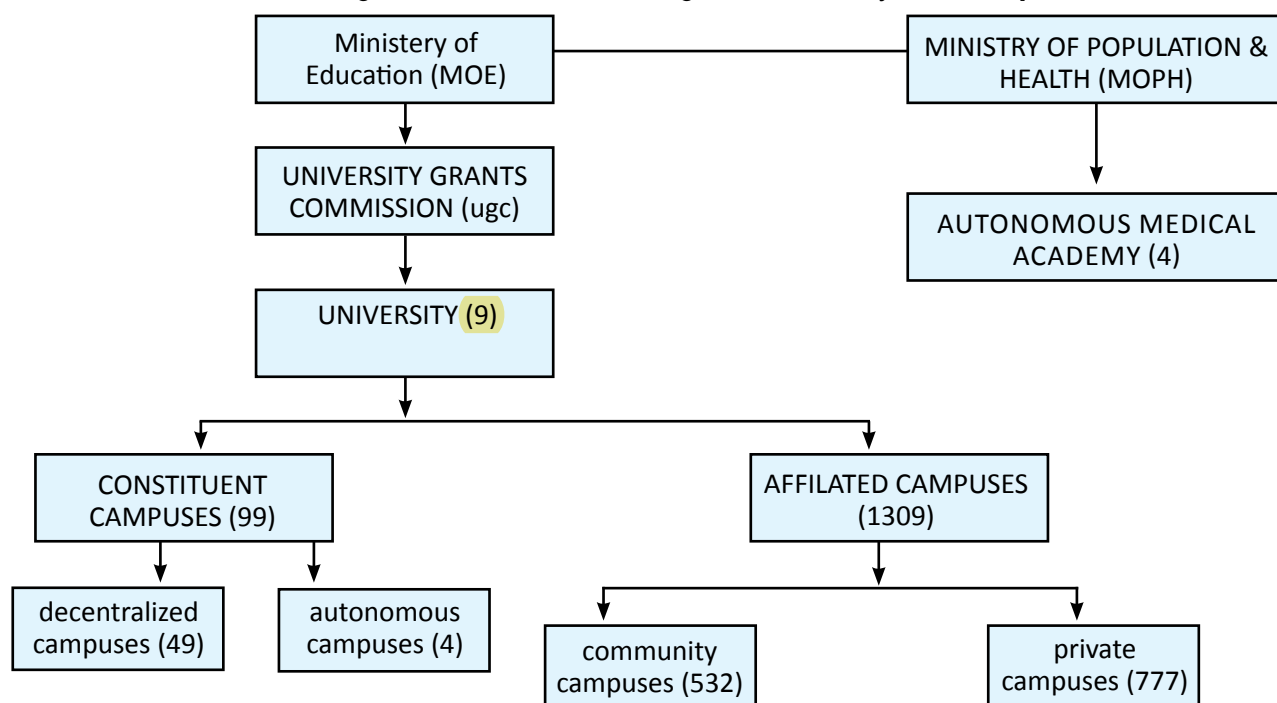 Ministery of
Education (MOE)
MINISTRY OF POPULATION &
HEALTH (MOPH)
UNIVERSITY GRANTS
COMMISSION (ugc)
AUTONOMOUS MEDICAL
ACADEMY (4)
UNIVERSITY (9)
CONSTITUENT
CAMPUSES (99)
AFFILATED CAMPUSES
(1309)
decentralized
campuses (49)
autonomous
campuses (4)
community
campuses (532)
private
campuses (777)